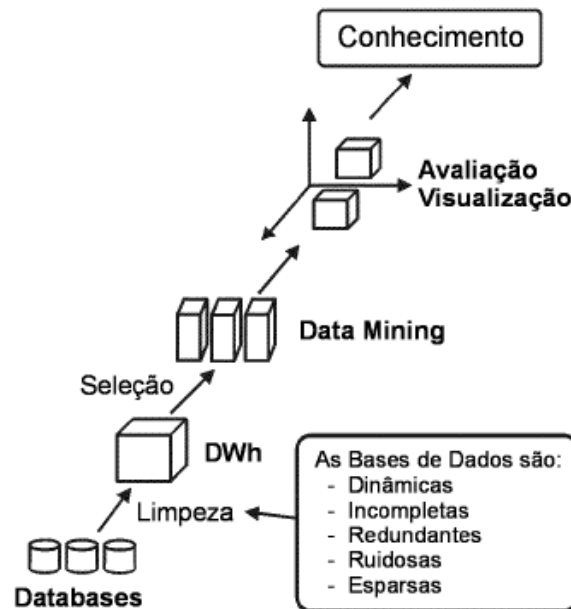 Conhecimento
Avaliação
Visualização
Data Mining
Seleção
DWh
As Bases de Dados são:
- Dinâmicas
- Incompletas
- Redundantes
- Ruidosas
- Esparsas
Limpeza
Databases